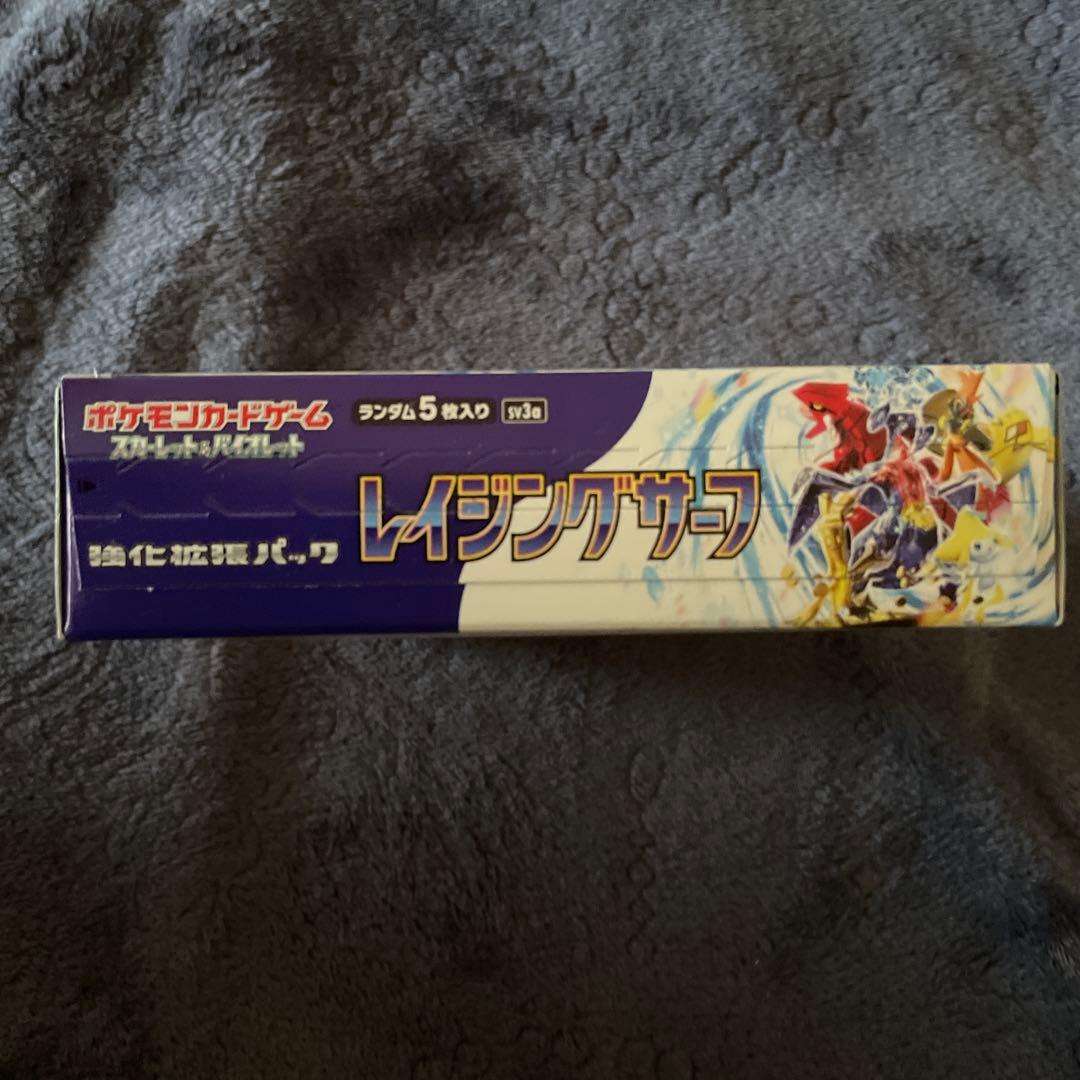 ポケモンカードゲーム
スカーレット&バイオレット
ランダム5枚入り sv3a
強化拡張パック
レイジングサーフ